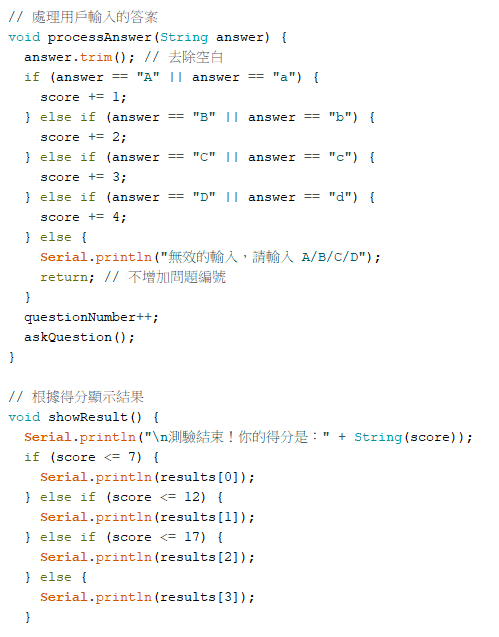 // 處理用戶輸入的答案
void processAnswer(String answer) {
  answer.trim(); // 去除空白
  if (answer == "A" || answer == "a") {
    score += 1;
  } else if (answer == "B" || answer == "b") {
    score += 2;
  } else if (answer == "C" || answer == "c") {
    score += 3;
  } else if (answer == "D" || answer == "d") {
    score += 4;
  } else {
    Serial.println("無效的輸入，請輸入 A/B/C/D");
    return; // 不增加問題編號
  }
  questionNumber++;
  askQuestion();
}

// 根據得分顯示結果
void showResult() {
  Serial.println("\n測驗結束！你的得分是：" + String(score));
  if (score <= 7) {
    Serial.println(results[0]);
  } else if (score <= 12) {
    Serial.println(results[1]);
  } else if (score <= 17) {
    Serial.println(results[2]);
  } else {
    Serial.println(results[3]);
  }